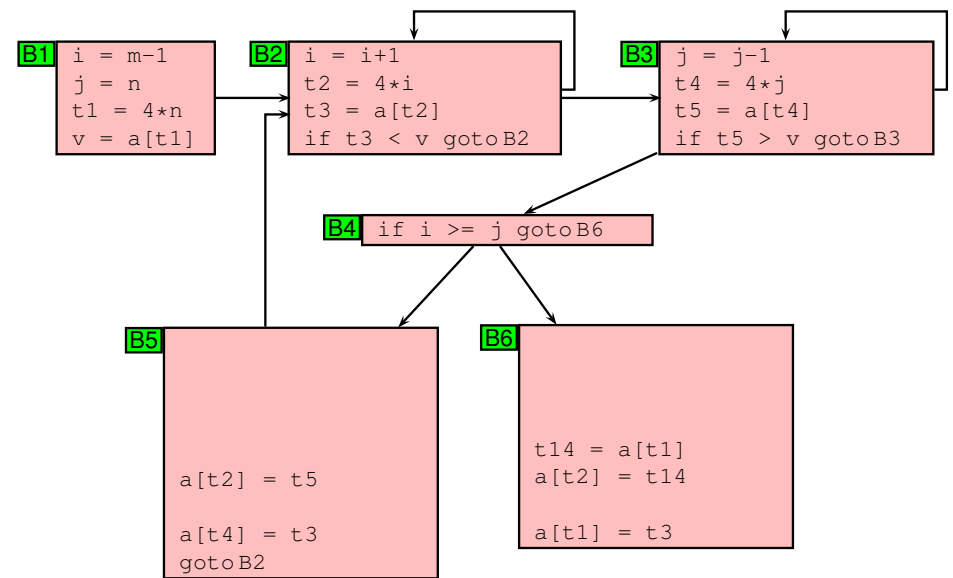 B1
i = m-1
j = n
t1 = 4*n
v = a[t1]
B2
i = i+1
t2 = 4*i
t3 = a[t2]
if t3 < v goto B2
B3
j = j-1
t4 = 4*j
t5 = a[t4]
if t5 > v goto B3
B4
if i >= j goto B6
B5
a[t2] = t5
a[t4] = t3
goto B2
B6
t14 = a[t1]
a[t2] = t14
a[t1] = t3